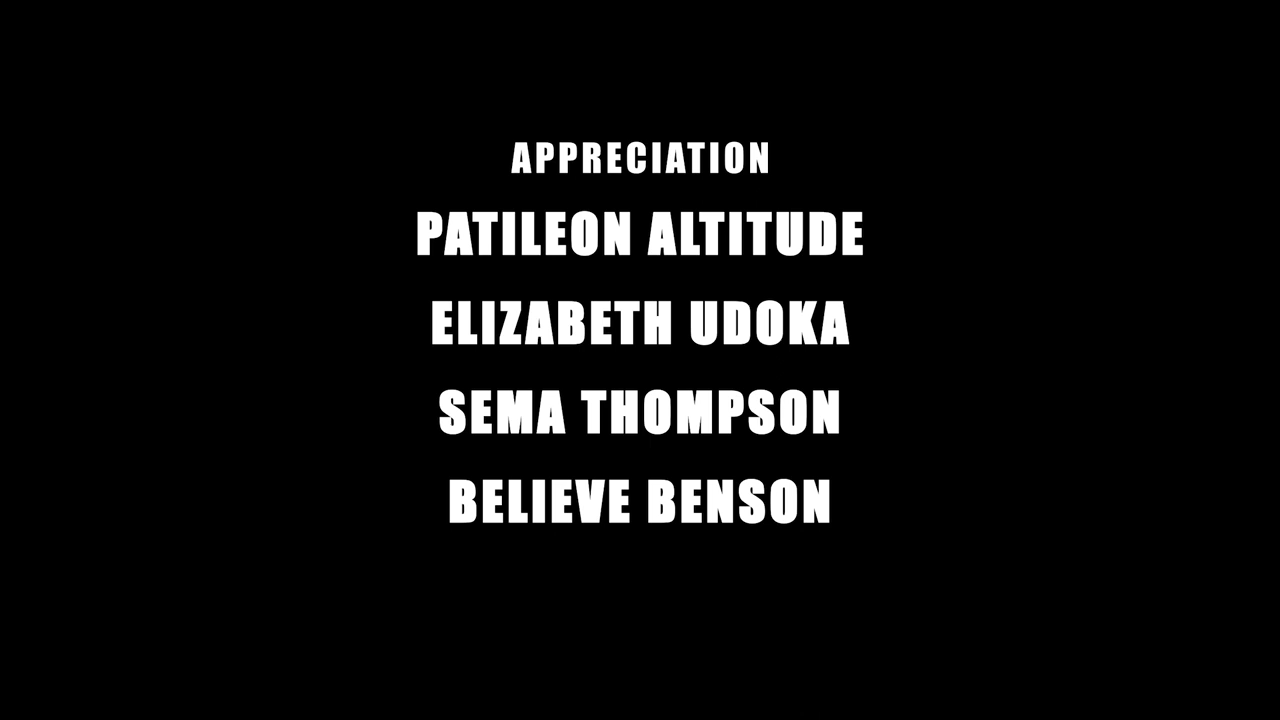 APPRECIATION
PATILEON ALTITUDE
ELIZABETH UDOKA
SEMA THOMPSON
BELIEVE BENSON